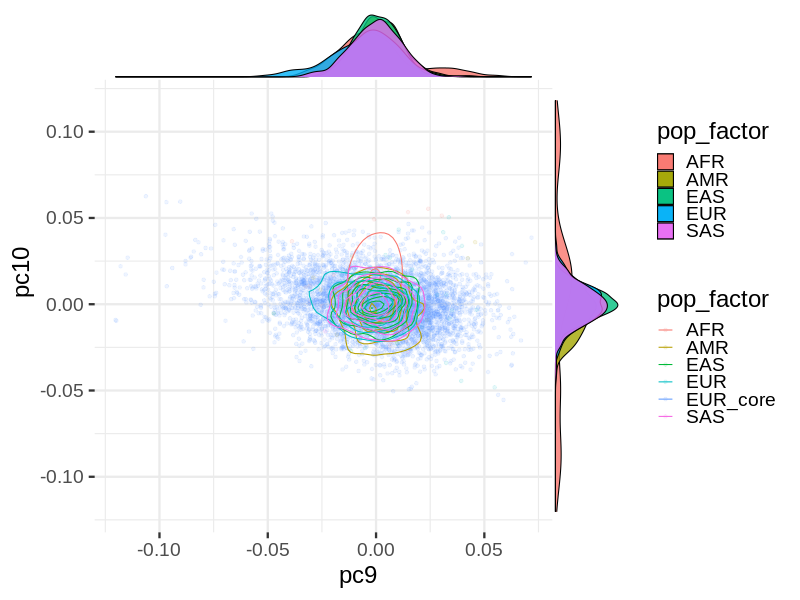 pop_factor
AFR
AMR
EAS
EUR
SAS
pop_factor
AFR
AMR
EAS
EUR
EUR_core
SAS
0.10
0.05
0.00
-0.05
-0.10
pc10
-0.10
-0.05
0.00
0.05
pc9